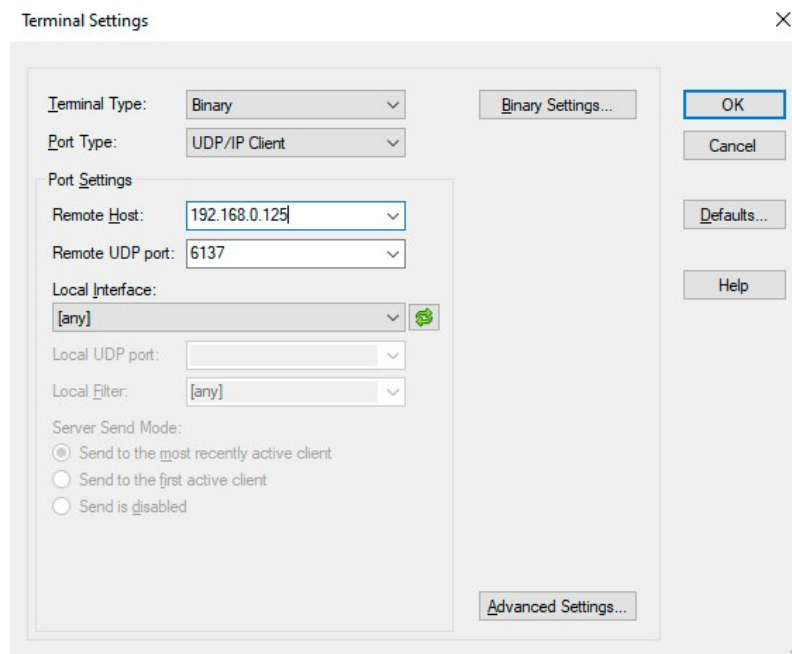 Terminal Settings
Terminal Type: Binary Binary Settings... OK
Port Type: UDP/IP Client Cancel
Port Settings
Remote Host: 192.168.0.125 Defaults...
Remote UDP port: 6137
Local Interface: Help
[any]
Local UDP port:
Local Filter: [any]
Server Send Mode:
Send to the most recently active client
Send to the first active client
Send is disabled
Advanced Settings...